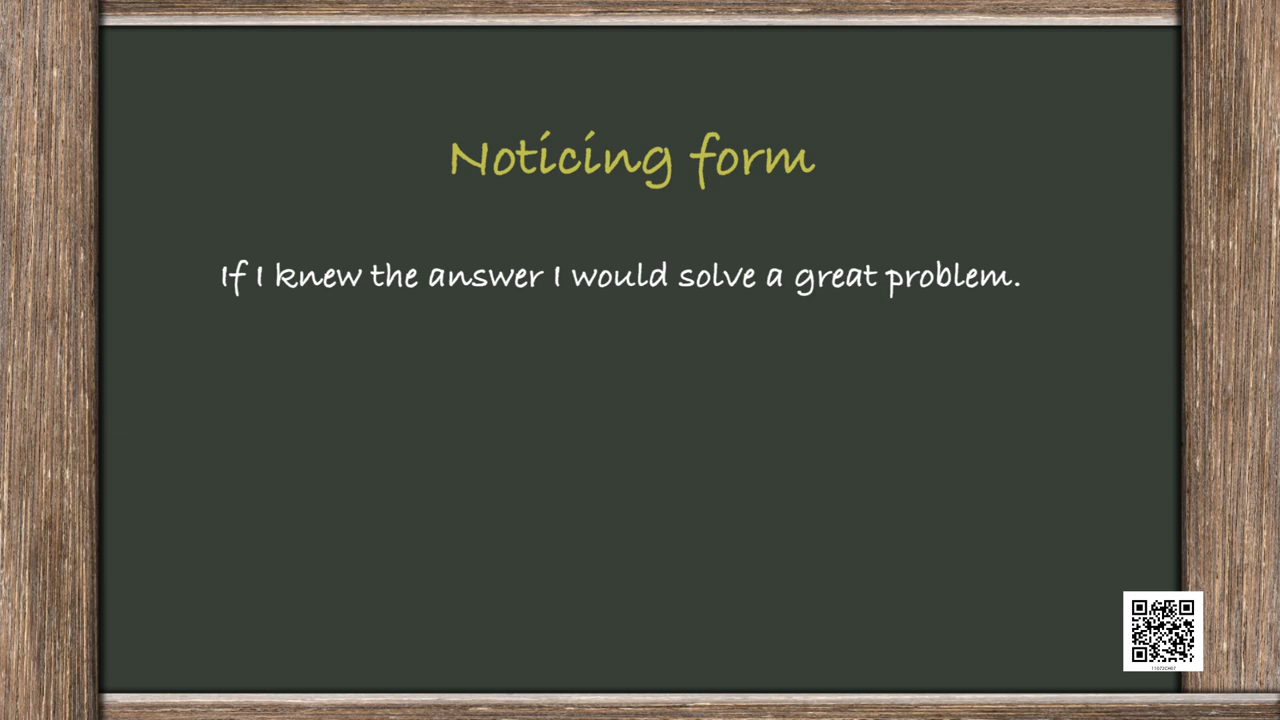 Noticing form
If I knew the answer I would solve a great problem.